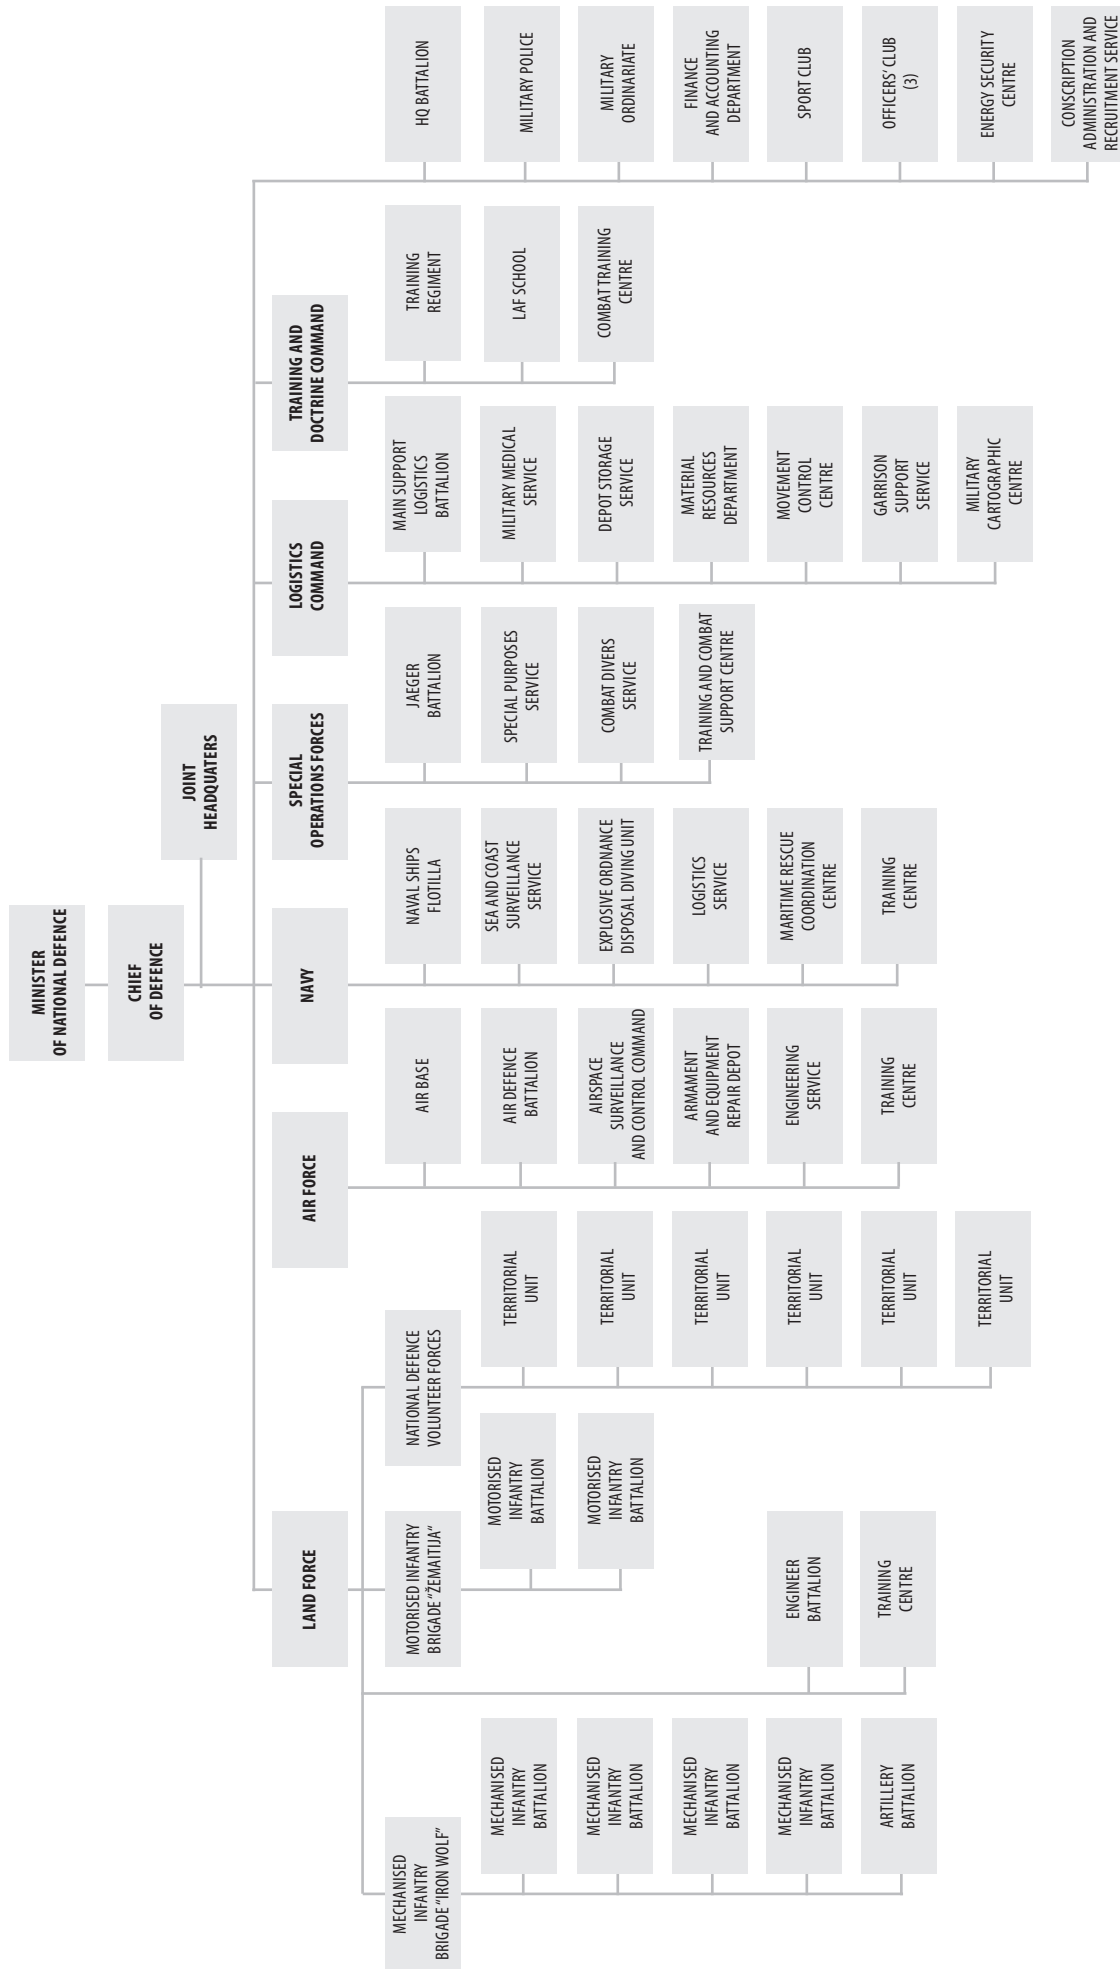 MINISTER
OF NATIONAL DEFENCE
CHIEF
OF DEFENCE
JOINT
HEADQUATERS
LAND FORCE
AIR FORCE
NAVY
SPECIAL
OPERATIONS FORCES
LOGISTICS
COMMAND
TRAINING AND
DOCTRINE COMMAND
MECHANISED
INFANTRY
BRIGADE "IRON WOLF"
MECHANISED
INFANTRY
BATTALION
MECHANISED
INFANTRY
BATTALION
MECHANISED
INFANTRY
BATTALION
MECHANISED
INFANTRY
BATTALION
ARTILLERY
BATTALION
ENGINEER
BATTALION
TRAINING
CENTRE
MOTORISED INFANTRY
BRIGADE "ŽEMAITIJA"
MOTORISED
INFANTRY
BATTALION
MOTORISED
INFANTRY
BATTALION
NATIONAL DEFENCE
VOLUNTEER FORCES
TERRITORIAL
UNIT
TERRITORIAL
UNIT
TERRITORIAL
UNIT
TERRITORIAL
UNIT
TERRITORIAL
UNIT
TERRITORIAL
UNIT
AIR BASE
AIR DEFENCE
BATTALION
AIRSPACE
SURVEILLANCE
AND CONTROL COMMAND
ARMAMENT
AND EQUIPMENT
REPAIR DEPOT
ENGINEERING
SERVICE
TRAINING
CENTRE
NAVAL SHIPS
FLOTILLA
SEA AND COAST
SURVEILLANCE
SERVICE
EXPLOSIVE ORDNANCE
DISPOSAL DIVING UNIT
LOGISTICS
SERVICE
MARITIME RESCUE
COORDINATION
CENTRE
TRAINING
CENTRE
JAEGER
BATTALION
SPECIAL PURPOSES
SERVICE
COMBAT DIVERS
SERVICE
TRAINING AND COMBAT
SUPPORT CENTRE
MAIN SUPPORT
LOGISTICS
BATTALION
MILITARY MEDICAL
SERVICE
DEPOT STORAGE
SERVICE
MATERIAL
RESOURCES
DEPARTMENT
MOVEMENT
CONTROL
CENTRE
GARRISON
SUPPORT
SERVICE
MILITARY
CARTOGRAPHIC
CENTRE
TRAINING
REGIMENT
LAF SCHOOL
COMBAT TRAINING
CENTRE
HQ BATTALION
MILITARY POLICE
MILITARY
ORDINARIATE
FINANCE
AND ACCOUNTING
DEPARTMENT
SPORT CLUB
OFFICERS' CLUB
(3)
ENERGY SECURITY
CENTRE
CONSCRIPTION
ADMINISTRATION AND
RECRUITMENT SERVICE